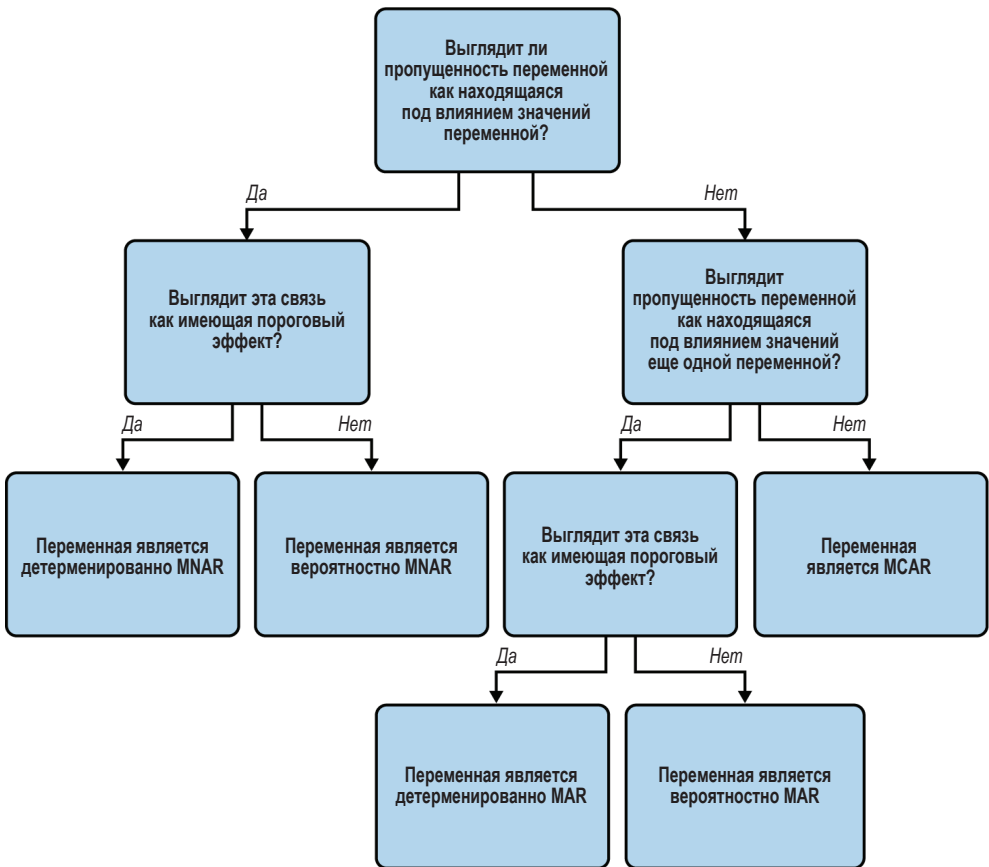 Выглядит ли
пропущенность переменной
как находящаяся
под влиянием значений
переменной?
Да
Нет
Выглядит эта связь
как имеющая пороговый
эффект?
Выглядит
пропущенность переменной
как находящаяся
под влиянием значений
еще одной переменной?
Да
Нет
Да
Нет
Переменная является
детерменированно MNAR
Переменная является
вероятностно MNAR
Выглядит эта связь
как имеющая пороговый
эффект?
Переменная
является MCAR
Да
Нет
Переменная является
детерменированно MAR
Переменная является
вероятностно MAR